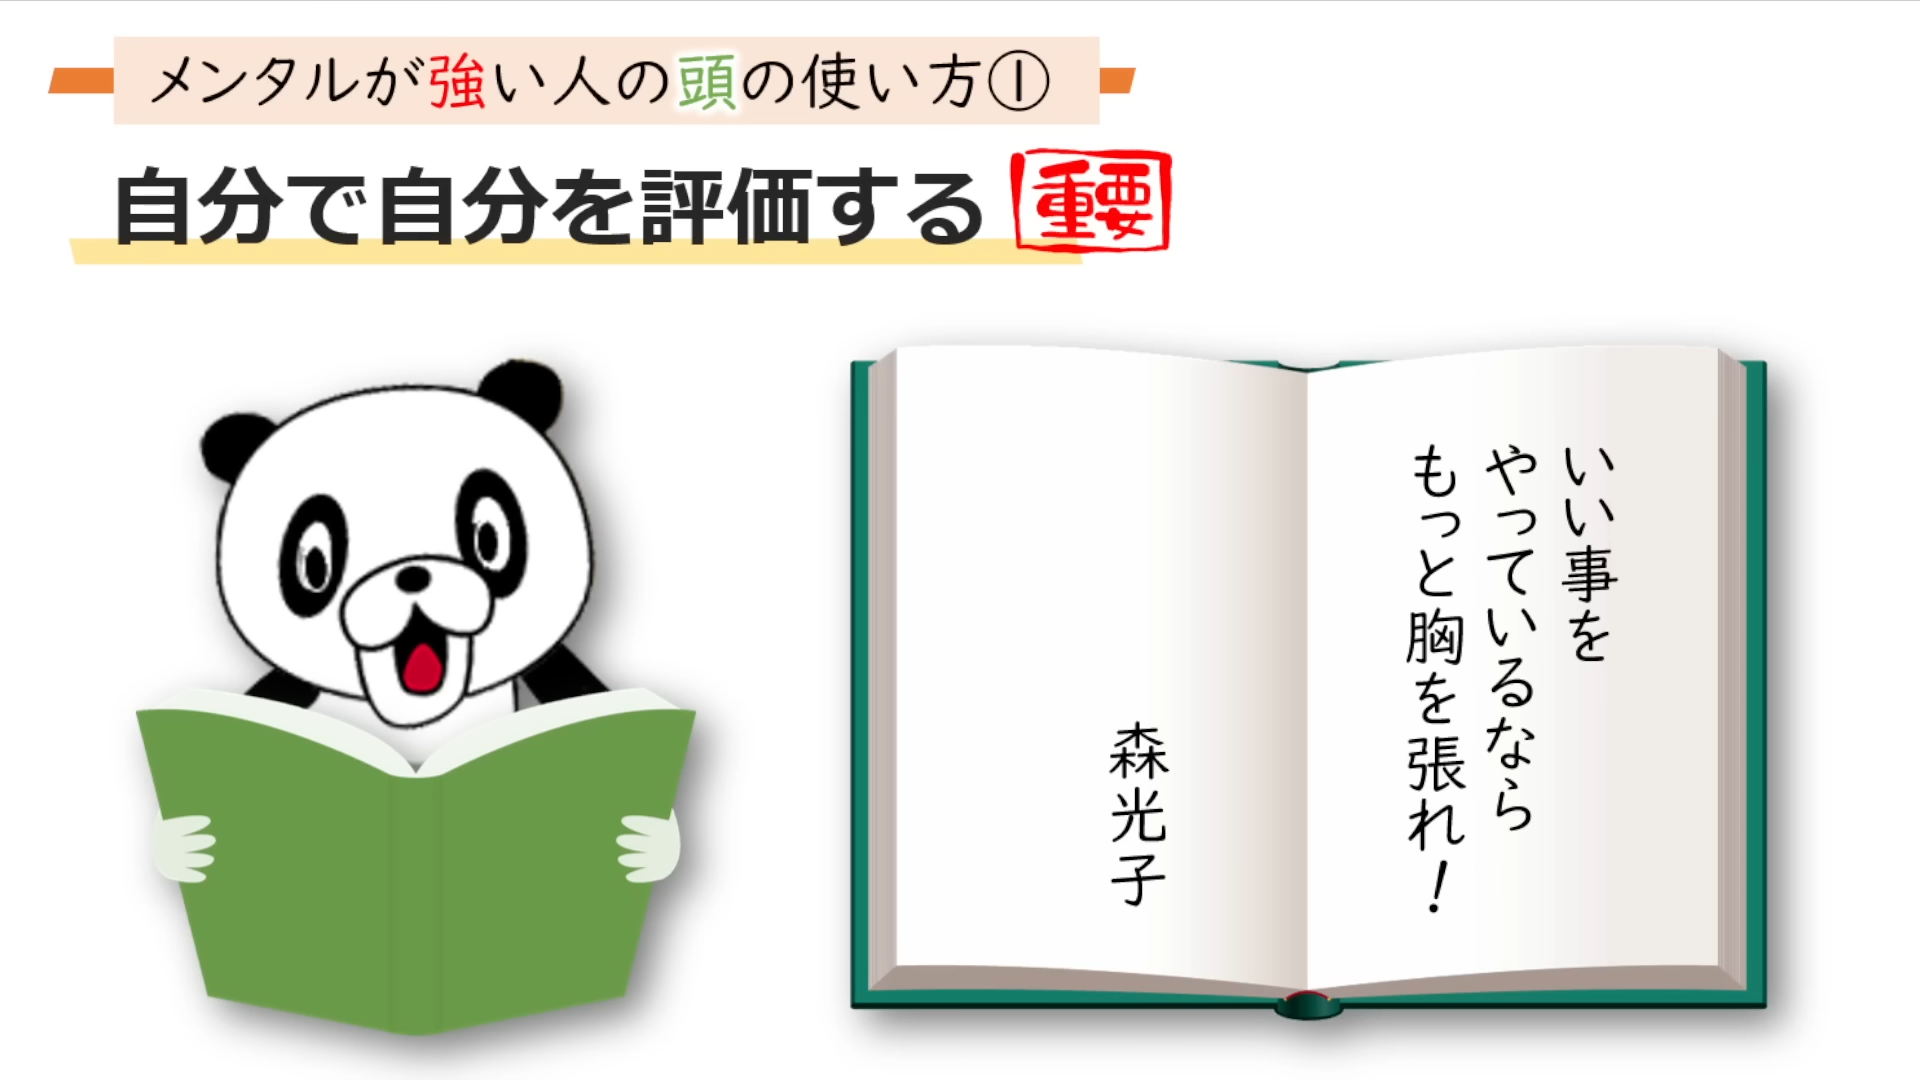 メンタルが強い人の頭の使い方①
自分で自分を評価する
重要
いい事を
やっているなら
もっと胸を張れ！
森光子